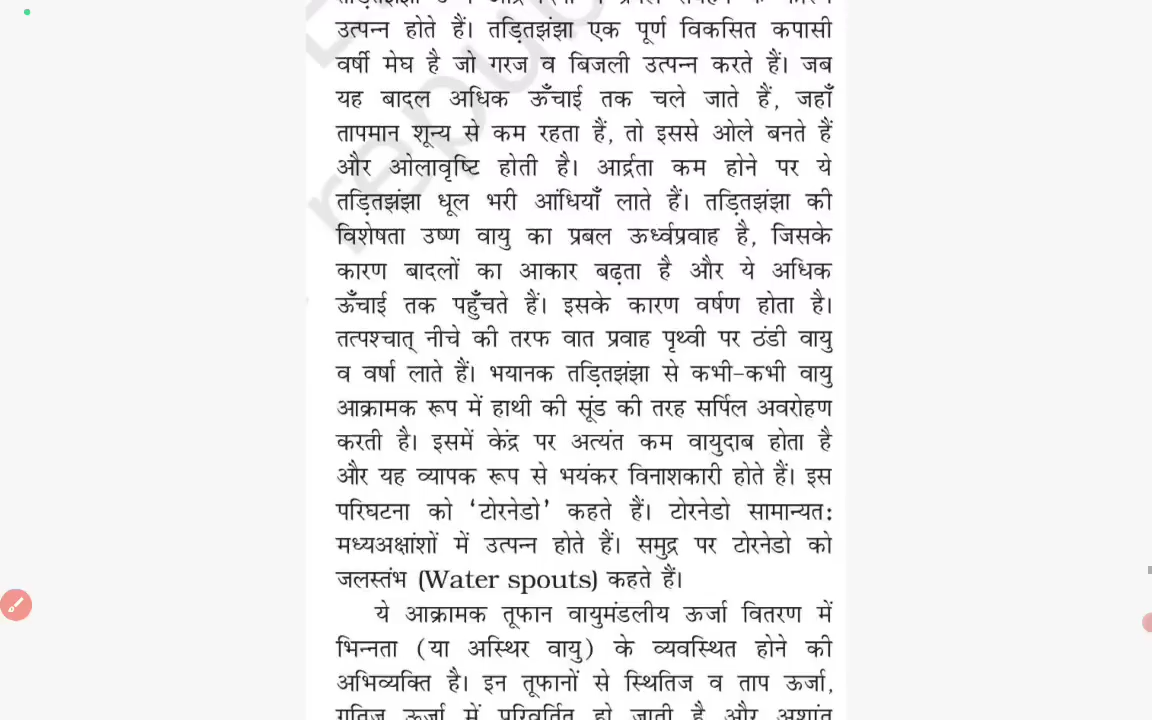 उत्पन्न होते हैं। तड़ितझंझा एक पूर्ण विकसित कपासी
वर्षी मेघ है जो गरज व बिजली उत्पन्न करते हैं। जब
यह बादल अधिक ऊँचाई तक चले जाते हैं, जहाँ
तापमान शून्य से कम रहता हैं, तो इससे ओले बनते हैं
और ओलावृष्टि होती है। आर्द्रता कम होने पर ये
तड़ितझंझा धूल भरी आंधियाँ लाते हैं। तड़ितझंझा की
विशेषता उष्ण वायु का प्रबल ऊर्ध्वप्रवाह है, जिसके
कारण बादलों का आकार बढ़ता है और ये अधिक
ऊँचाई तक पहुँचते हैं। इसके कारण वर्षण होता है।
तत्पश्चात् नीचे की तरफ वात प्रवाह पृथ्वी पर ठंडी वायु
व वर्षा लाते हैं। भयानक तड़ितझंझा से कभी-कभी वायु
आक्रामक रूप में हाथी की सूंड की तरह सर्पिल अवरोहण
करती है। इसमें केंद्र पर अत्यंत कम वायुदाब होता है
और यह व्यापक रूप से भयंकर विनाशकारी होते हैं। इस
परिघटना को ‘टोरनेडो’ कहते हैं। टोरनेडो सामान्यत:
मध्यअक्षांशों में उत्पन्न होते हैं। समुद्र पर टोरनेडो को
जलस्तंभ (Water spouts) कहते हैं।
ये आक्रामक तूफान वायुमंडलीय ऊर्जा वितरण में
भिन्नता (या अस्थिर वायु) के व्यवस्थित होने की
अभिव्यक्ति है। इन तूफानों से स्थितिज व ताप ऊर्जा,
गतिज ऊर्जा में परिवर्तित हो जाती है और अशांत